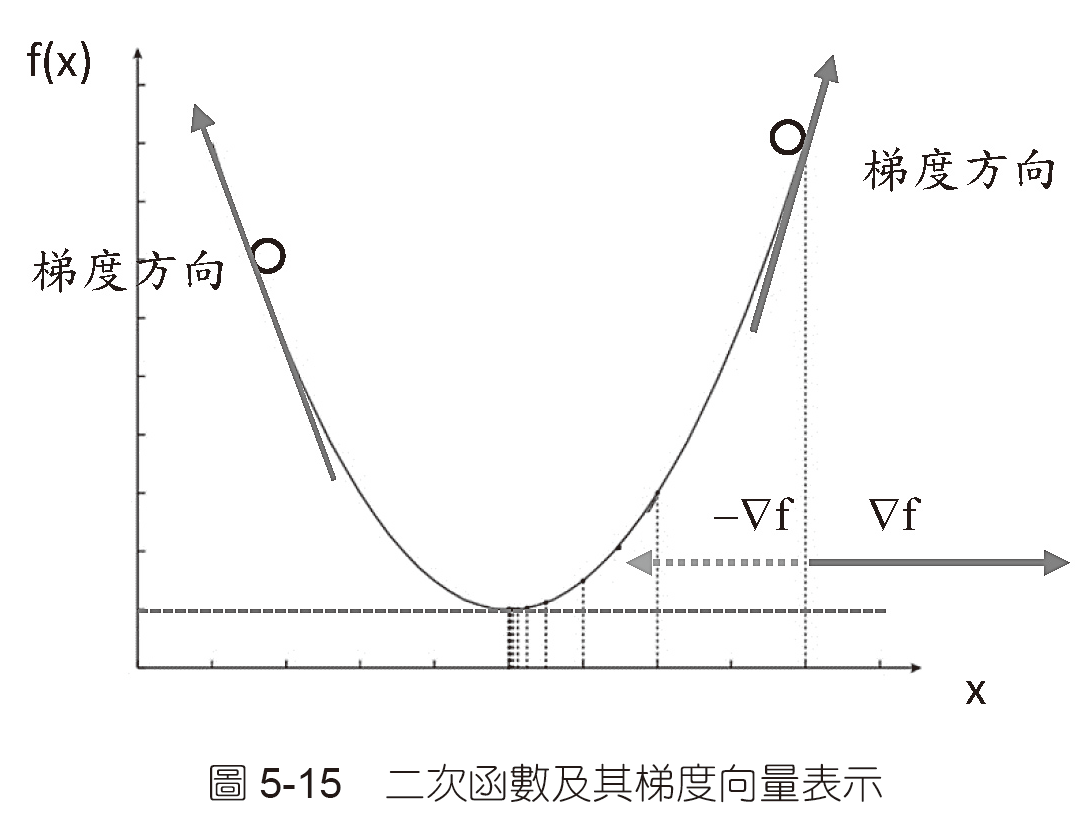 f(x)
梯度方向
梯度方向
−∇f
∇f
x
圖 5-15 二次函數及其梯度向量表示